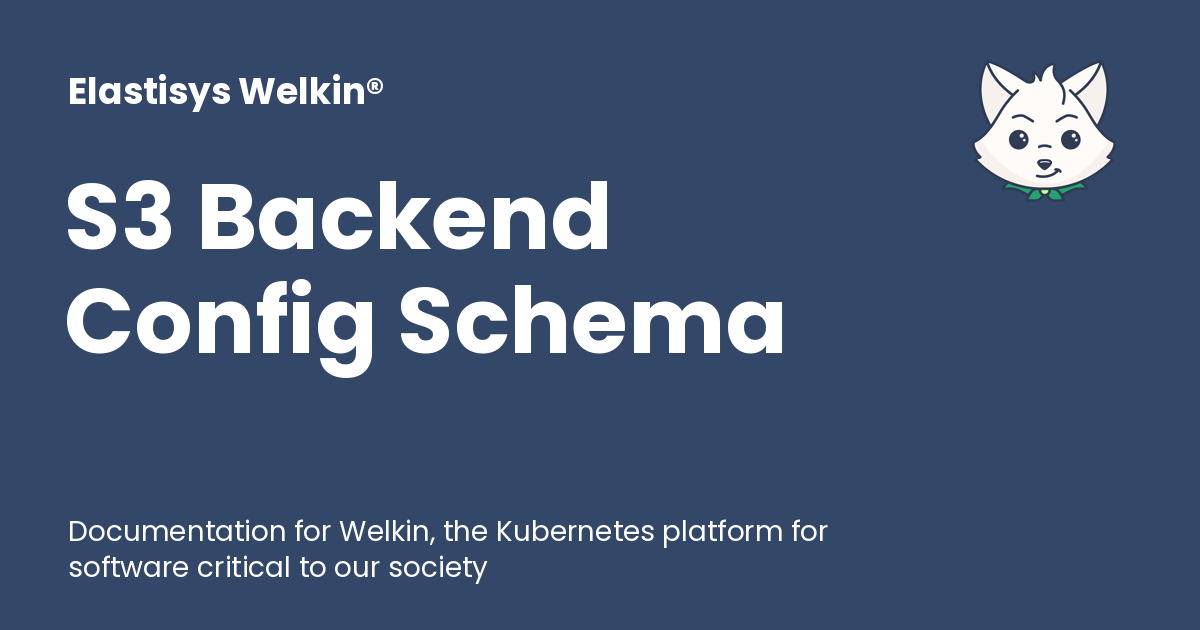 Elastisys Welkin®
S3 Backend
Config Schema
Documentation for Welkin, the Kubernetes platform for
software critical to our society